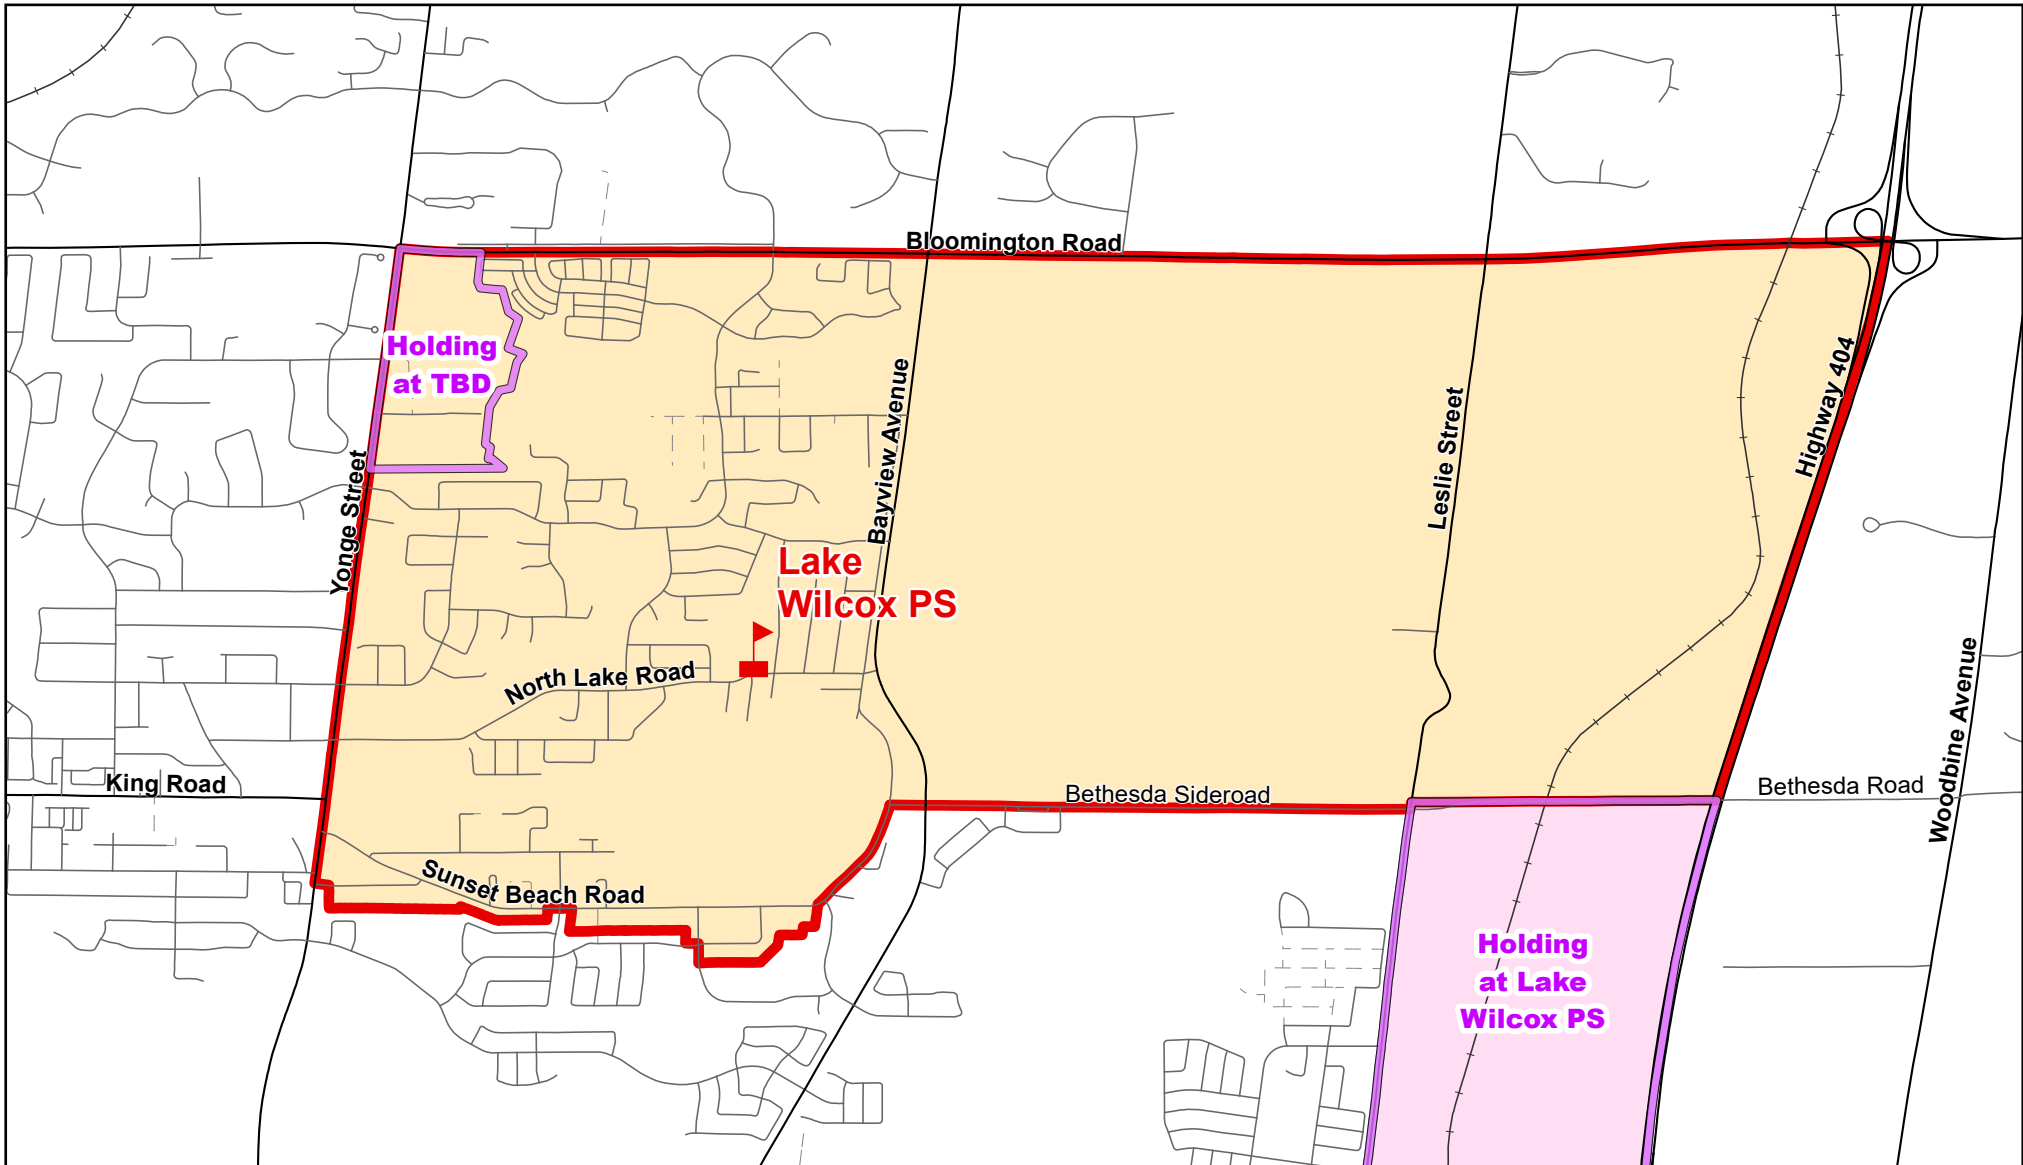 Bloomington Road
Holding
at TBD
Yonge Street
Bayview Avenue
Leslie Street
Highway 404
Lake
Wilcox PS
North Lake Road
King Road
Bethesda Sideroad
Bethesda Road
Woodbine Avenue
Sunset Beach Road
Holding
at Lake
Wilcox PS